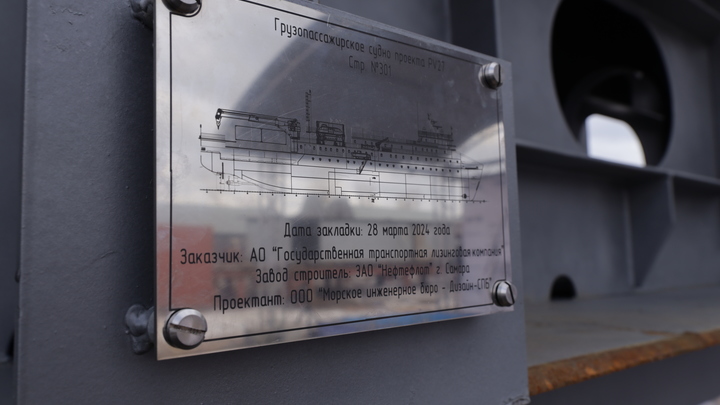 Грузопассажирское судно проекта PV37
Стр. №301
Дата закладки: 28 марта 2024 года
Заказчик: АО "Государственная транспортная лизинговая компания"
Завод строитель: ЗАО "Нефтефлот" г. Самара
Проектант: ООО "Морское инженерное бюро - Дизайн-СПб"